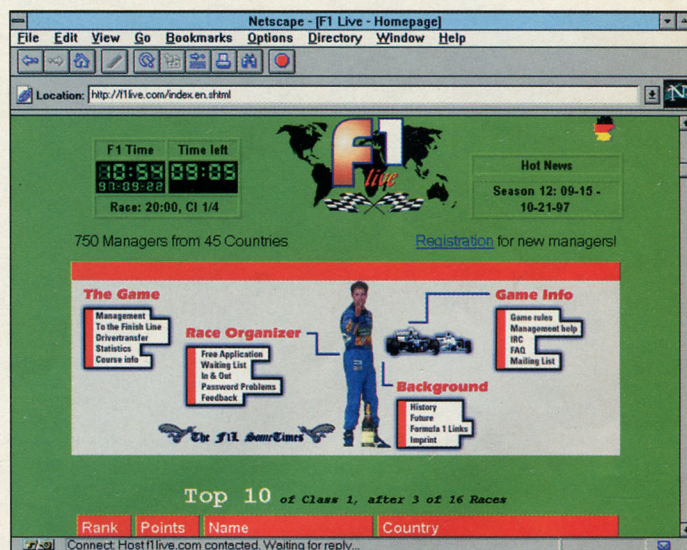 Netscape - [F1 Live - Homepage]
File Edit View Go Bookmarks Options Directory Window Help
Location: http://f1live.com/index.en.shtml
N
F1 Time Time left
10:54 09:05
97-09-22
Race: 20:00, Cl 1/4
F1
live
Hot News
Season 12: 09-15 -
10-21-97
750 Managers from 45 Countries
Registration for new managers!
The Game
Management
To the Finish Line
Drivertransfer
Statistics
Course info
Race Organizer
Free Application
Waiting List
In & Out
Password Problems
Feedback
Game Info
Game rules
Management help
IRC
FAQ
Mailing List
Background
History
Future
Formula 1 Links
Imprint
The F1L SomeTimes
Top 10 of Class 1, after 3 of 16 Races
Rank Points Name Country
Connect: Host f1live.com contacted. Waiting for reply...